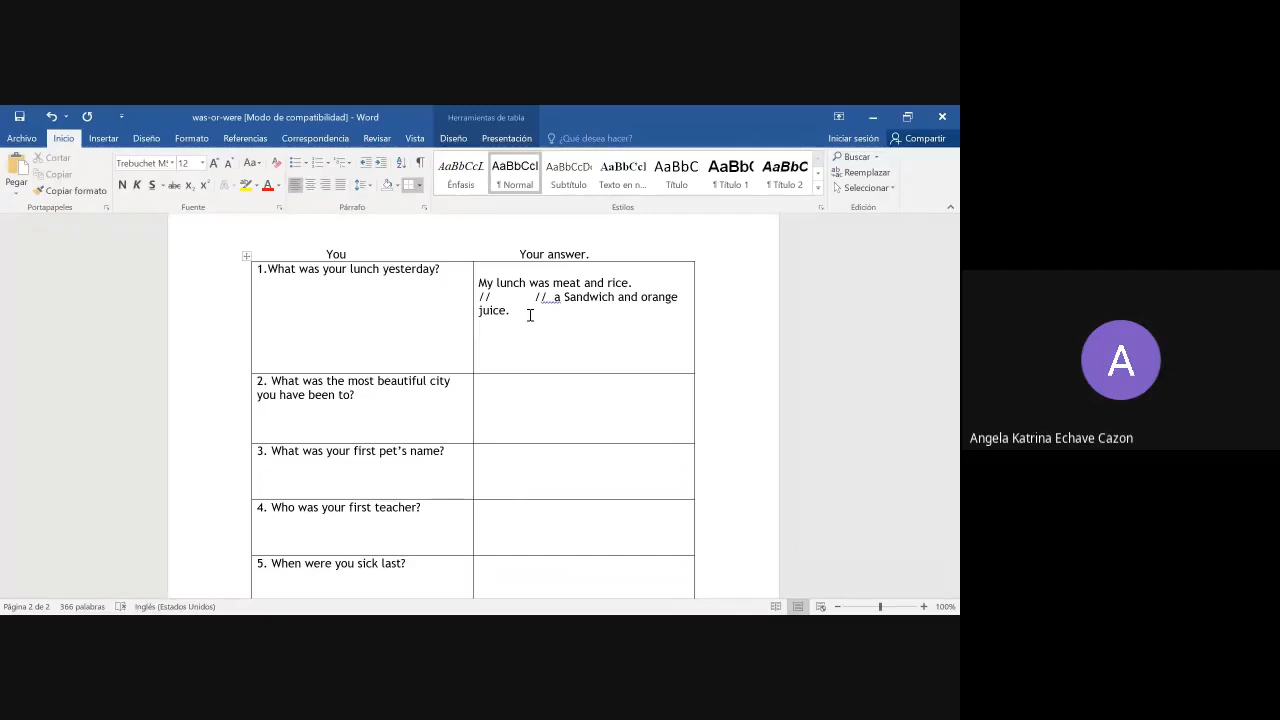 was-or-were [Modo de compatibilidad] - Word
Herramientas de tabla
Archivo Inicio Insertar Diseño Formato Referencias Correspondencia Revisar Vista Diseño Presentación ¿Qué desea hacer? Iniciar sesión Compartir
Pegar
Cortar
Copiar
Copiar formato
Portapapeles
Trebuchet M! 12
N K S abc x₂ x²
Fuente
Párrafo
AaBbCcL AaBbCcI AaBbCcD AaBbCcI AaBbC AaBb( AaBbC
Énfasis ¶ Normal Subtítulo Texto en n... Título ¶ Título 1 ¶ Título 2
Estilos
Buscar
Reemplazar
Seleccionar
Edición
You Your answer.
1.What was your lunch yesterday?
My lunch was meat and rice.
// // a Sandwich and orange
juice.
2. What was the most beautiful city
you have been to?
3. What was your first pet’s name?
4. Who was your first teacher?
5. When were you sick last?
Página 2 de 2 366 palabras Inglés (Estados Unidos) 100%
A
Angela Katrina Echave Cazon